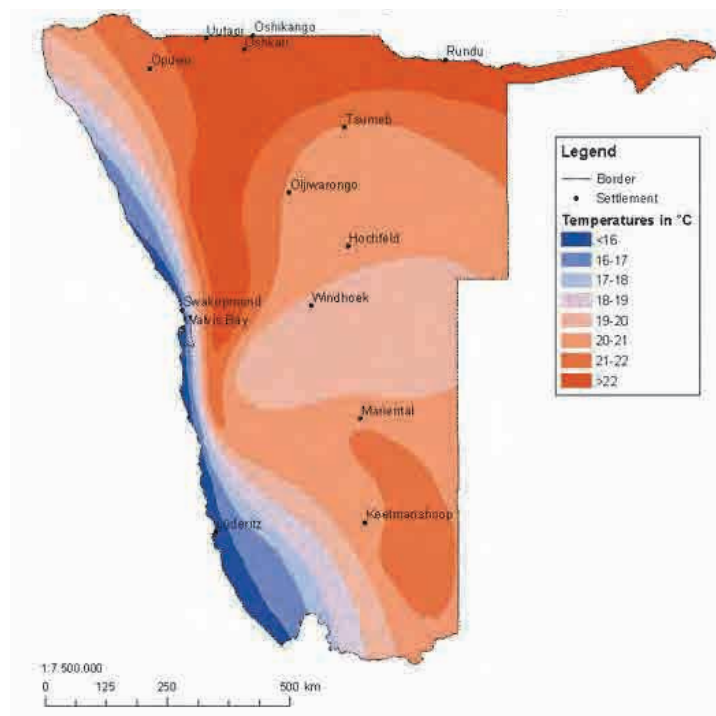 Oshikango
Uutapi
Oshkati
Rundu
Opuwo
Tsumeb
Otjiwarongo
Hochfeld
Swakopmund
Windhoek
Walvis Bay
Mariental
Keetmanshoop
Lüderitz
Legend
Border
Settlement
Temperatures in °C
<16
16-17
17-18
18-19
19-20
20-21
21-22
>22
1:7.500.000
0 125 250 500 km